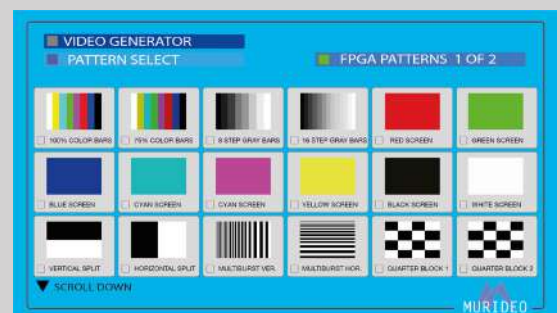 VIDEO GENERATOR
PATTERN SELECT
FPGA PATTERNS 1 OF 2
100% COLOR BARS
75% COLOR BARS
8 STEP GRAY BARS
16 STEP GRAY BARS
RED SCREEN
GREEN SCREEN
BLUE SCREEN
CYAN SCREEN
CYAN SCREEN
YELLOW SCREEN
BLACK SCREEN
WHITE SCREEN
VERTICAL SPLIT
HORIZONTAL SPLIT
MULTIBURST VER.
MULTIBURST HOR.
QUARTER BLOCK 1
QUARTER BLOCK 2
SCROLL DOWN
MURIDEO